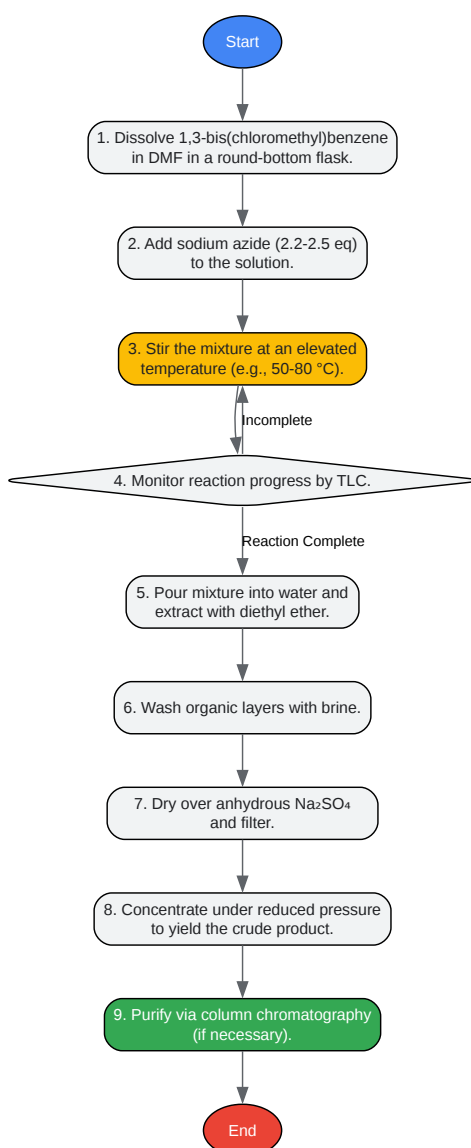 Start
1. Dissolve 1,3-bis(chloromethyl)benzene
in DMF in a round-bottom flask.
2. Add sodium azide (2.2-2.5 eq)
to the solution.
3. Stir the mixture at an elevated
temperature (e.g., 50-80 °C).
Incomplete
4. Monitor reaction progress by TLC.
Reaction Complete
5. Pour mixture into water and
extract with diethyl ether.
6. Wash organic layers with brine.
7. Dry over anhydrous Na₂SO₄
and filter.
8. Concentrate under reduced pressure
to yield the crude product.
9. Purify via column chromatography
(if necessary).
End